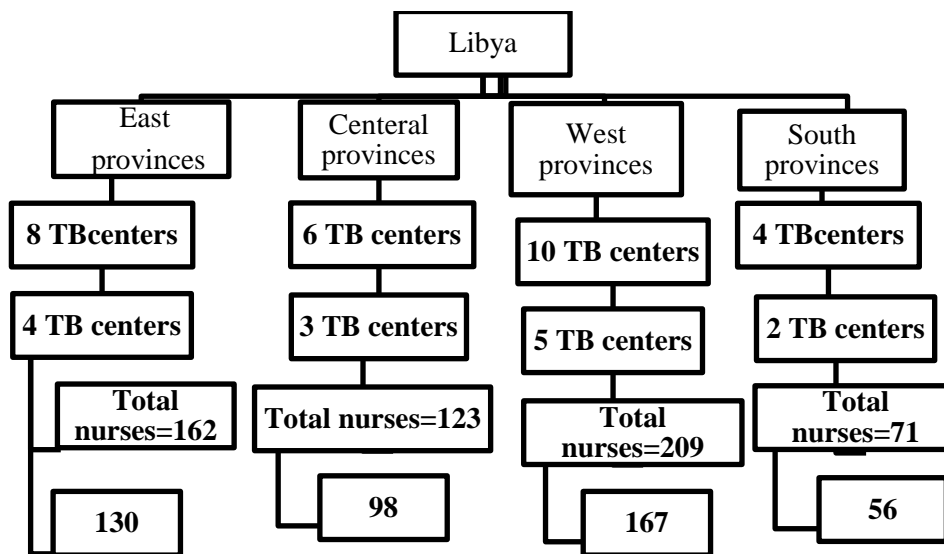 Libya
East
provinces
Centeral
provinces
West
provinces
South
provinces
8 TBcenters
6 TB centers
10 TB centers
4 TBcenters
4 TB centers
3 TB centers
5 TB centers
2 TB centers
Total
nurses=162
Total nurses=123
Total
nurses=209
Total
nurses=71
130
98
167
56